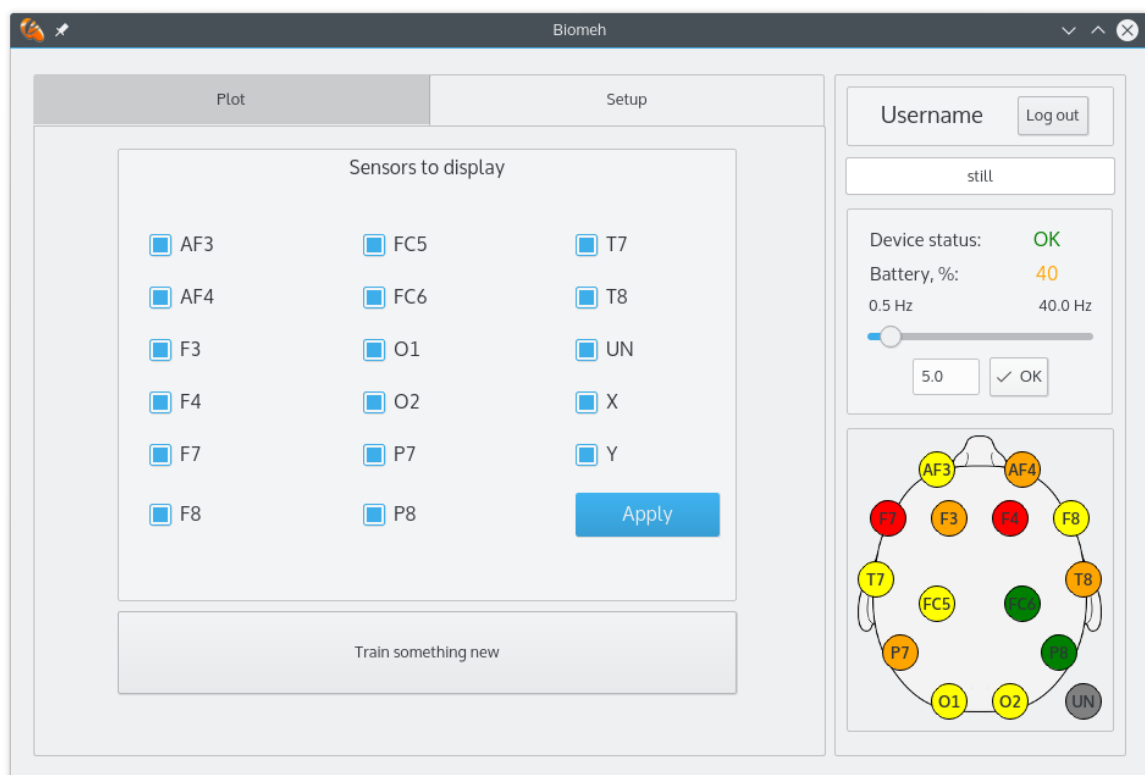 Biomeh
Plot Setup
Sensors to display
AF3 FC5 T7
AF4 FC6 T8
F3 O1 UN
F4 O2 X
F7 P7 Y
F8 P8 Apply
Train something new
Username Log out
still
Device status: OK
Battery, %: 40
0.5 Hz 40.0 Hz
5.0 OK
AF3 AF4
F7 F3 F4 F8
T7 T8
FC5 FC6
P7 P8
O1 O2 UN